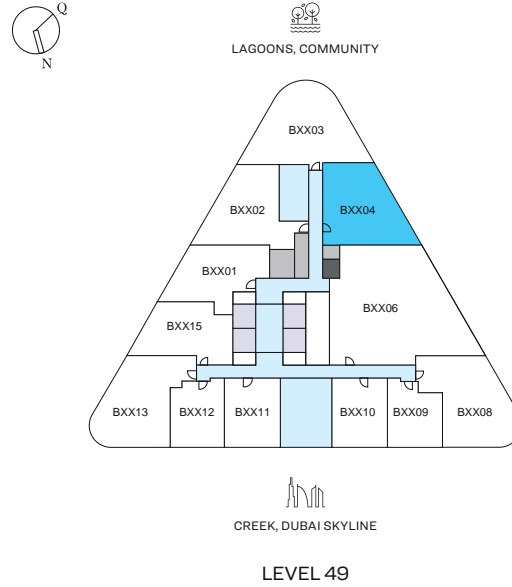 Q
N
LAGOONS, COMMUNITY
BXX03
BXX02
BXX04
BXX01
BXX06
BXX15
BXX13
BXX12
BXX11
BXX10
BXX09
BXX08
CREEK, DUBAI SKYLINE
LEVEL 49